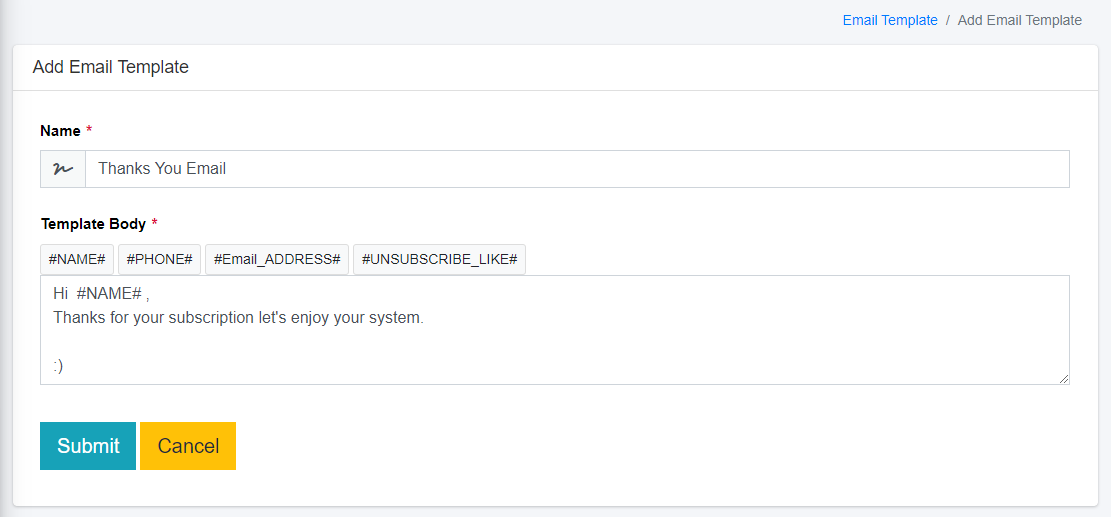 Email Template / Add Email Template
Add Email Template
Name *
Thanks You Email
Template Body *
#NAME# #PHONE# #Email_ADDRESS# #UNSUBSCRIBE_LIKE#
Hi  #NAME# ,
Thanks for your subscription let's enjoy your system.
:)
Submit Cancel